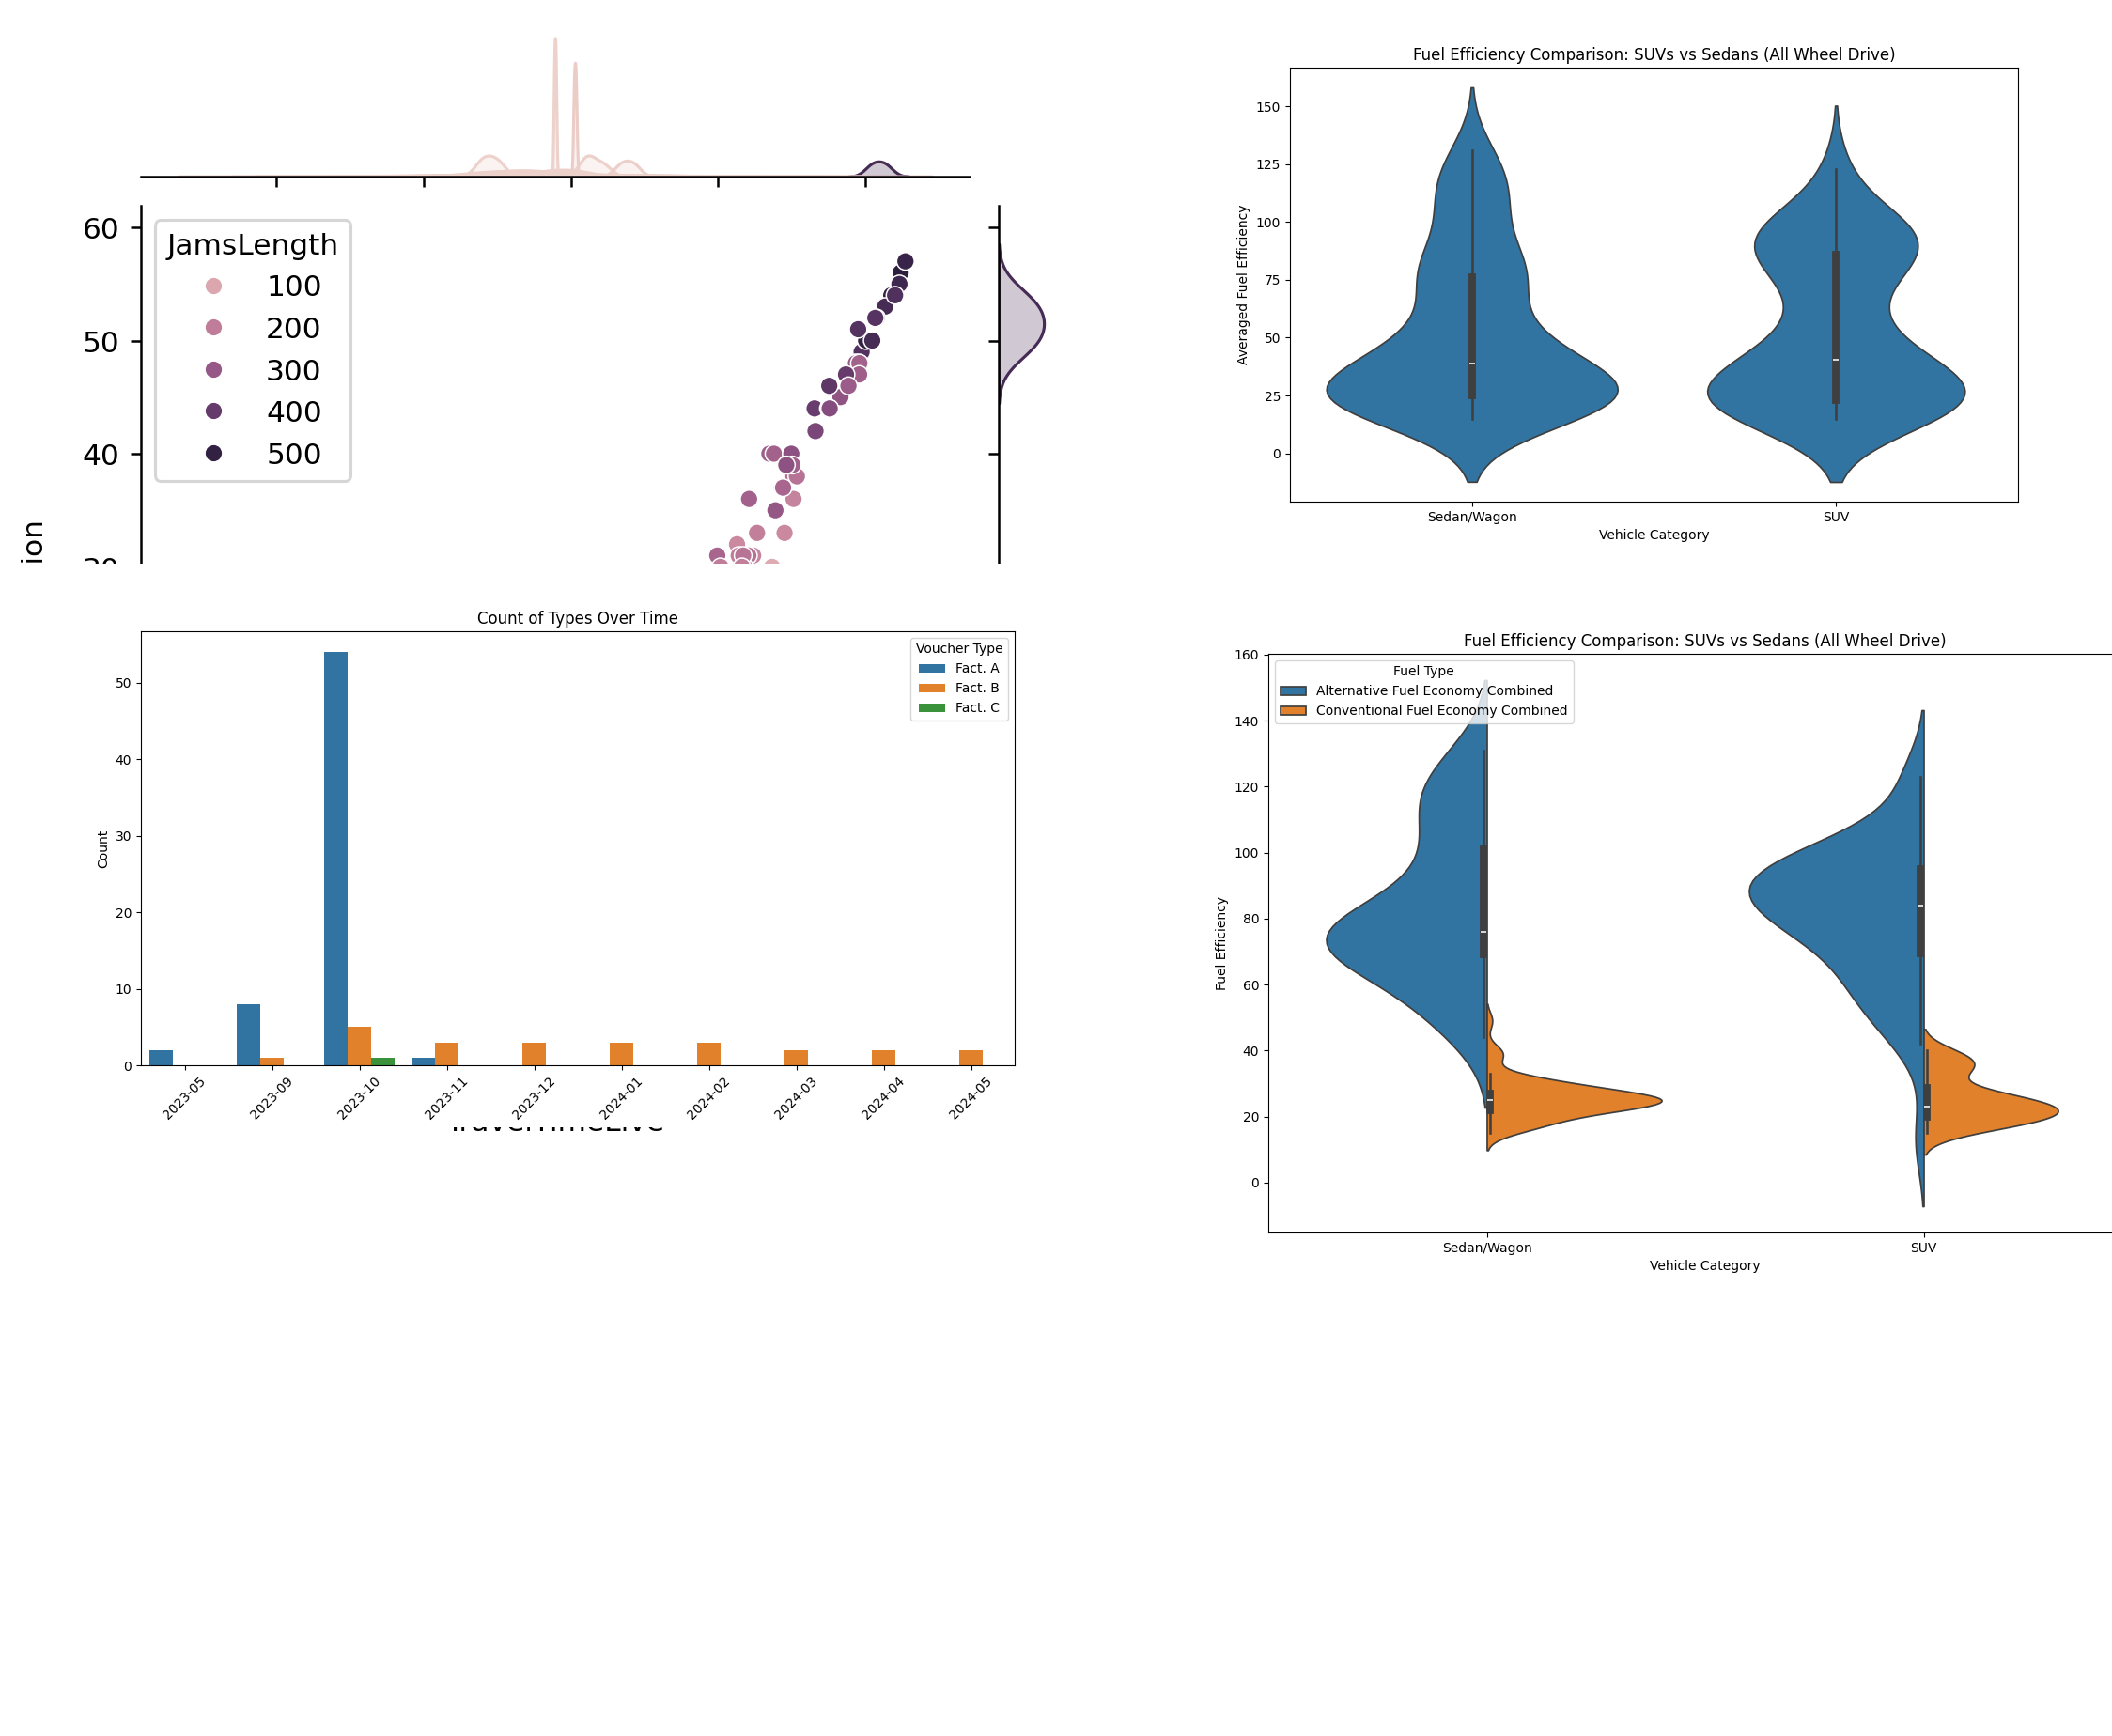 JamsLength
100
200
300
400
500
60
50
40
ion
Fuel Efficiency Comparison: SUVs vs Sedans (All Wheel Drive)
Averaged Fuel Efficiency
150
125
100
75
50
25
0
Sedan/Wagon
SUV
Vehicle Category
Count of Types Over Time
Voucher Type
Fact. A
Fact. B
Fact. C
Count
50
40
30
20
10
0
2023-05
2023-09
2023-10
2023-11
2023-12
2024-01
2024-02
2024-03
2024-04
2024-05
Fuel Efficiency Comparison: SUVs vs Sedans (All Wheel Drive)
Fuel Type
Alternative Fuel Economy Combined
Conventional Fuel Economy Combined
Fuel Efficiency
160
140
120
100
80
60
40
20
0
Sedan/Wagon
SUV
Vehicle Category